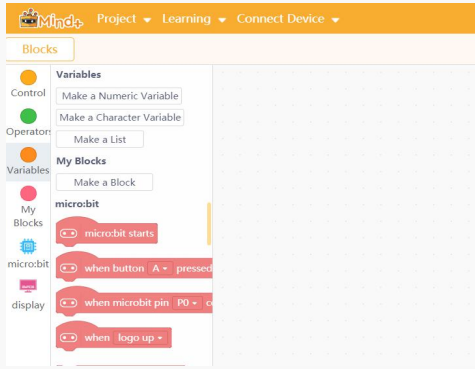 Mind+ Project Learning Connect Device
Blocks
Control
Operators
Variables
My
Blocks
micro:bit
display
Variables
Make a Numeric Variable
Make a Character Variable
Make a List
My Blocks
Make a Block
micro:bit
micro:bit starts
when button A pressed
when microbit pin P0
when logo up